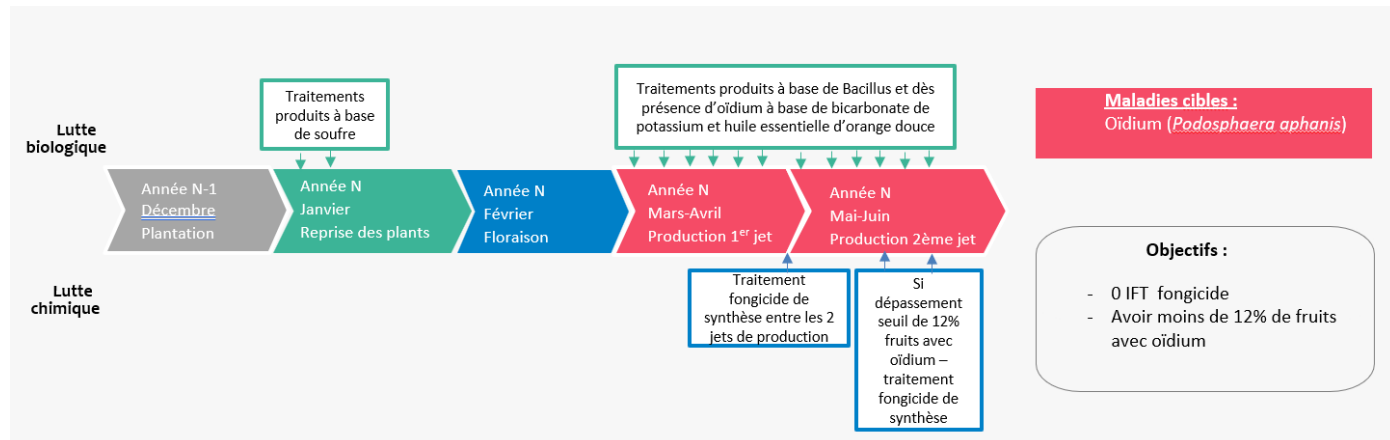 Traitements
produits à base
de soufre
Traitements produits à base de Bacillus et dès
présence d’oïdium à base de bicarbonate de
potassium et huile essentielle d’orange douce
Maladies cibles :
Oïdium (Podosphaera aphanis)
Lutte
biologique
Année N-1
Décembre
Plantation
Année N
Janvier
Reprise des plants
Année N
Février
Floraison
Année N
Mars-Avril
Production 1er jet
Année N
Mai-Juin
Production 2ème jet
Lutte
chimique
Traitement
fongicide de
synthèse entre les 2
jets de production
Si
dépassement
seuil de 12%
fruits avec
oïdium –
traitement
fongicide de
synthèse
Objectifs :
- 0 IFT fongicide
- Avoir moins de 12% de fruits
avec oïdium